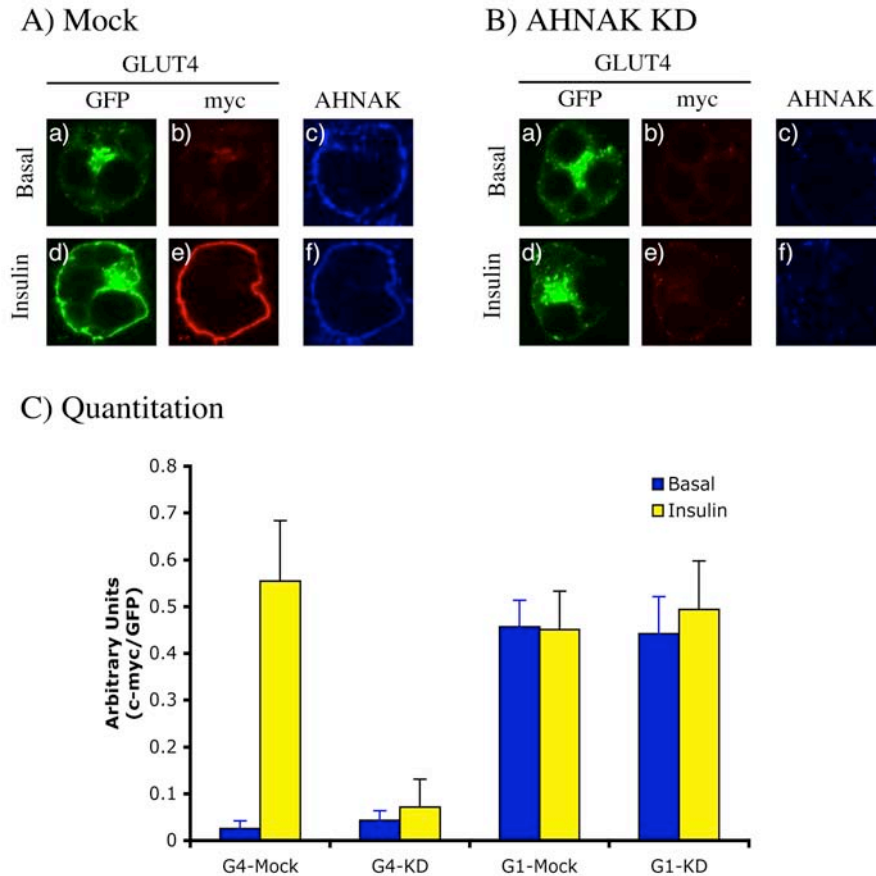 A) Mock
GLUT4
GFP myc AHNAK
Basal a) b) c)
Insulin d) e) f)
B) AHNAK KD
GLUT4
GFP myc AHNAK
Basal a) b) c)
Insulin d) e) f)
C) Quantitation
Arbitrary Units
(c-myc/GFP)
0.8
0.7
0.6
0.5
0.4
0.3
0.2
0.1
0
Basal
Insulin
G4-Mock G4-KD G1-Mock G1-KD